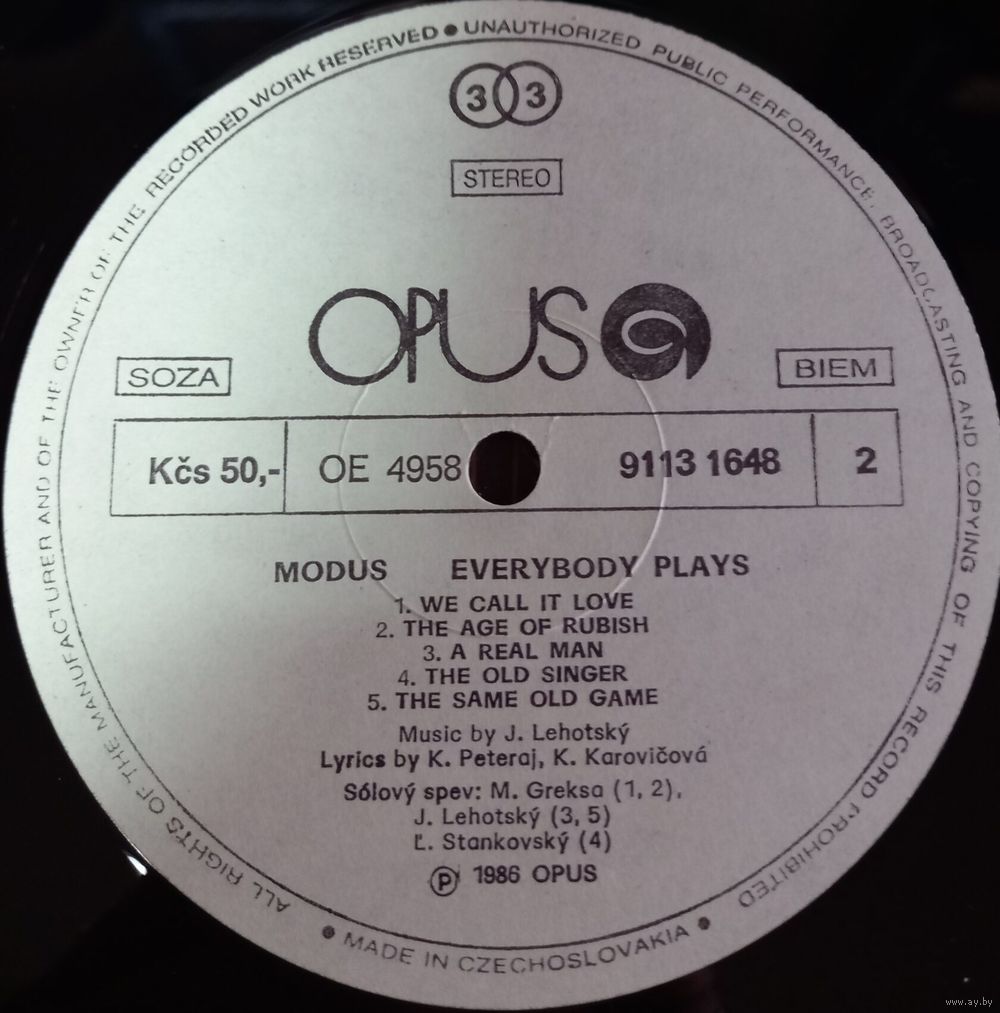 ALL RIGHTS OF THE MANUFACTURER AND OF THE OWNER OF THE RECORDED WORK RESERVED ● UNAUTHORIZED PUBLIC PERFORMANCE, BROADCASTING AND COPYING OF THIS RECORD PROHIBITED
33
STEREO
OPUS
SOZA
BIEM
Kčs 50,- OE 4958 9113 1648 2
MODUS EVERYBODY PLAYS
1. WE CALL IT LOVE
2. THE AGE OF RUBISH
3. A REAL MAN
4. THE OLD SINGER
5. THE SAME OLD GAME
Music by J. Lehotský
Lyrics by K. Peteraj, K. Karovičová
Sólový spev: M. Greksa (1, 2),
J. Lehotský (3, 5)
Ľ. Stankovský (4)
Ⓟ 1986 OPUS
● MADE IN CZECHOSLOVAKIA ●
www.ay.by